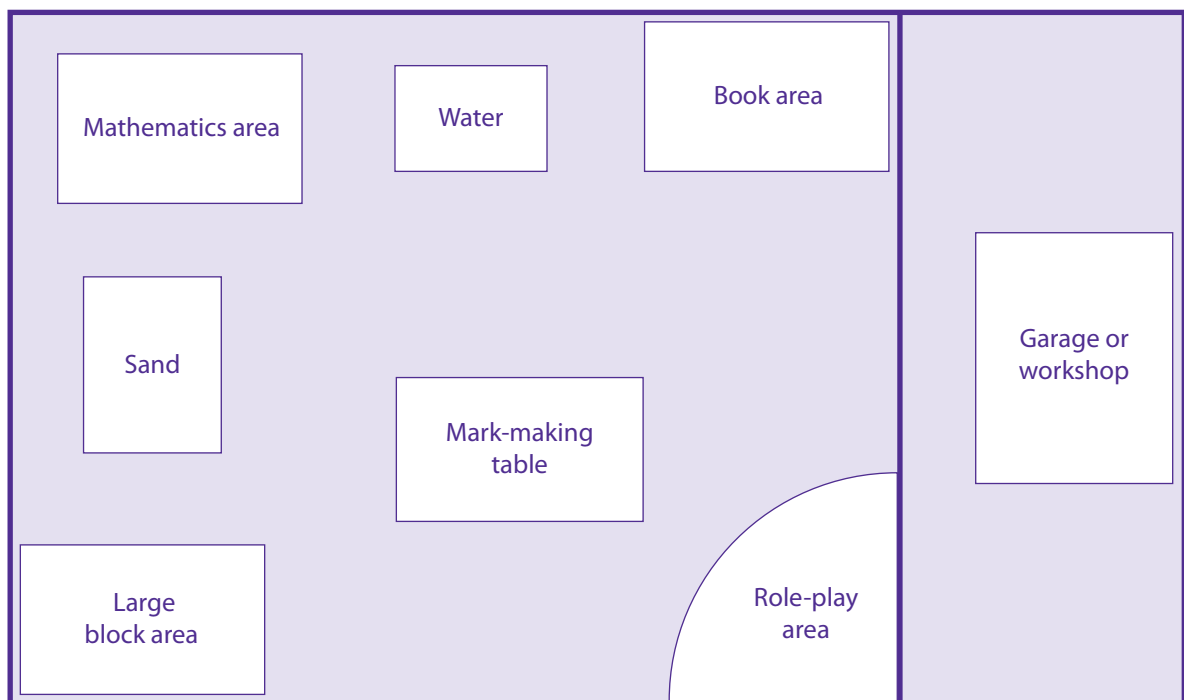 Mathematics area
Water
Book area
Sand
Mark-making
table
Garage or
workshop
Large
block area
Role-play
area